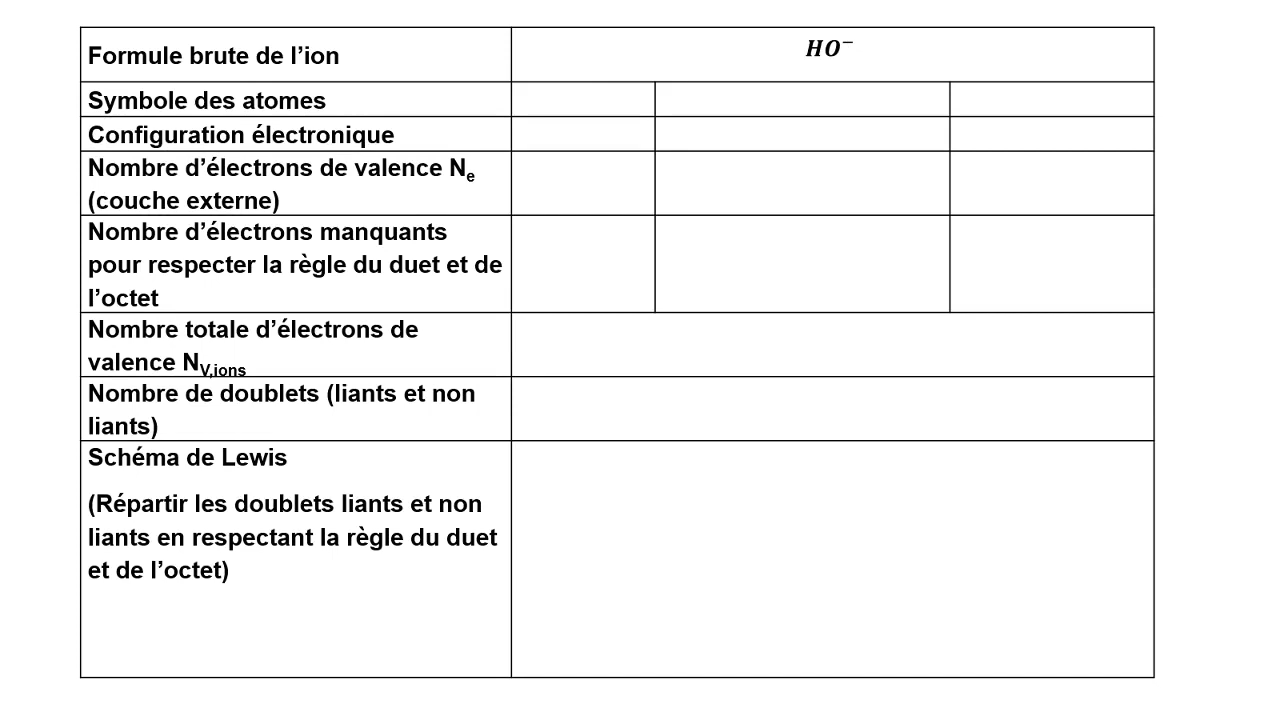 Formule brute de l’ion
HO⁻
Symbole des atomes
Configuration électronique
Nombre d’électrons de valence Nₑ
(couche externe)
Nombre d’électrons manquants
pour respecter la règle du duet et de
l’octet
Nombre totale d’électrons de
valence N_V,ions
Nombre de doublets (liants et non
liants)
Schéma de Lewis
(Répartir les doublets liants et non
liants en respectant la règle du duet
et de l’octet)